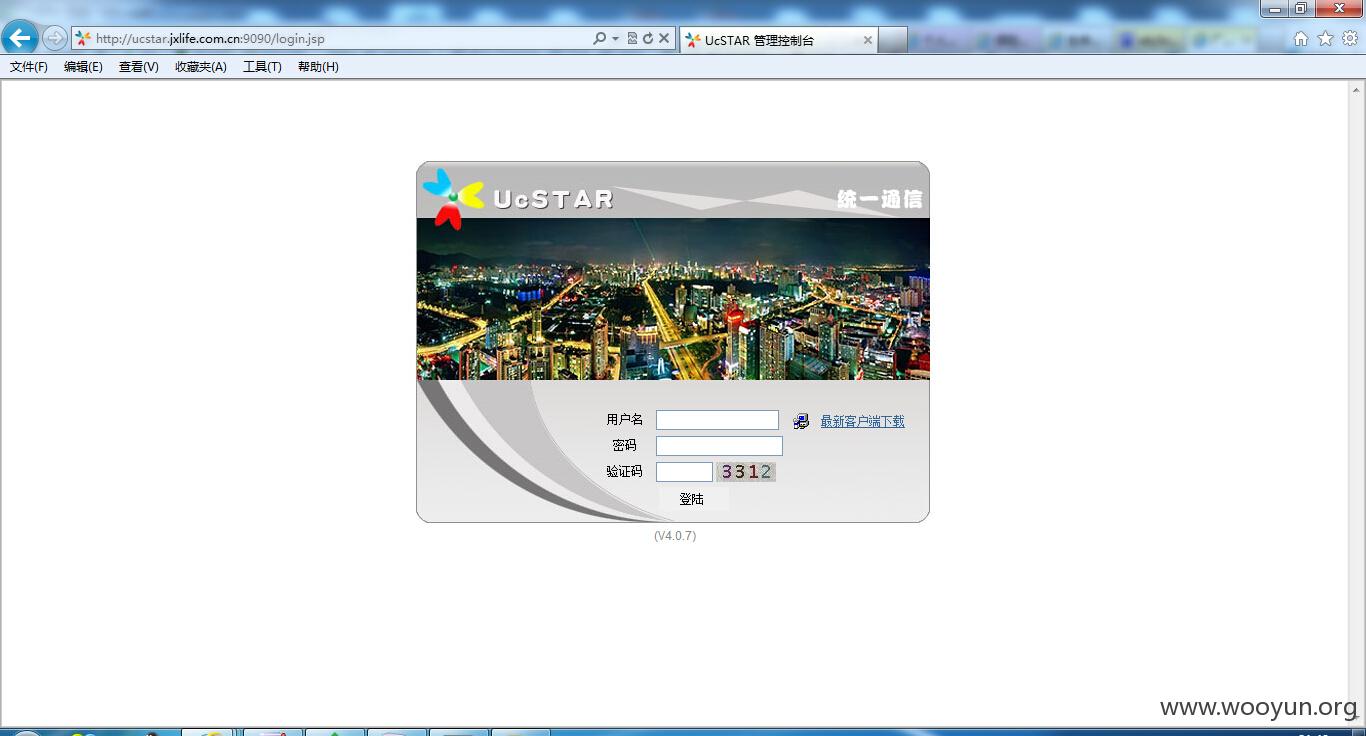 http://ucstar.jxlife.com.cn:9090/login.jsp
UcSTAR 管理控制台
文件(F) 编辑(E) 查看(V) 收藏夹(A) 工具(T) 帮助(H)
UcSTAR
统一通信
用户名
最新客户端下载
密码
验证码
3312
登陆
(V4.0.7)
www.wooyun.org